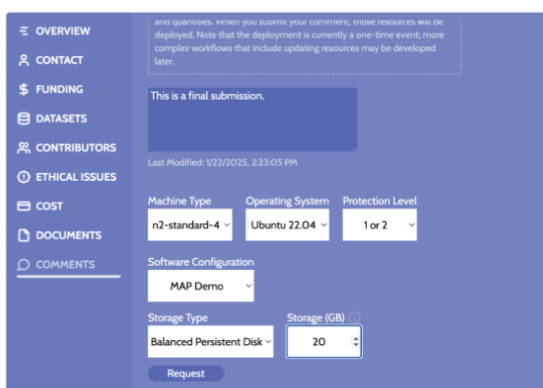 OVERVIEW
CONTACT
FUNDING
DATASETS
CONTRIBUTORS
ETHICAL ISSUES
COST
DOCUMENTS
COMMENTS
and quantities. When you submit your comment, those resources will be
deployed. Note that the deployment is currently a one-time event; more
complex workflows that include updating resources may be developed
later.
This is a final submission.
Last Modified: 1/22/2025, 2:23:05 PM
Machine Type Operating System Protection Level
n2-standard-4 Ubuntu 22.04 1 or 2
Software Configuration
MAP Demo
Storage Type Storage (GB)
Balanced Persistent Disk 20
Request